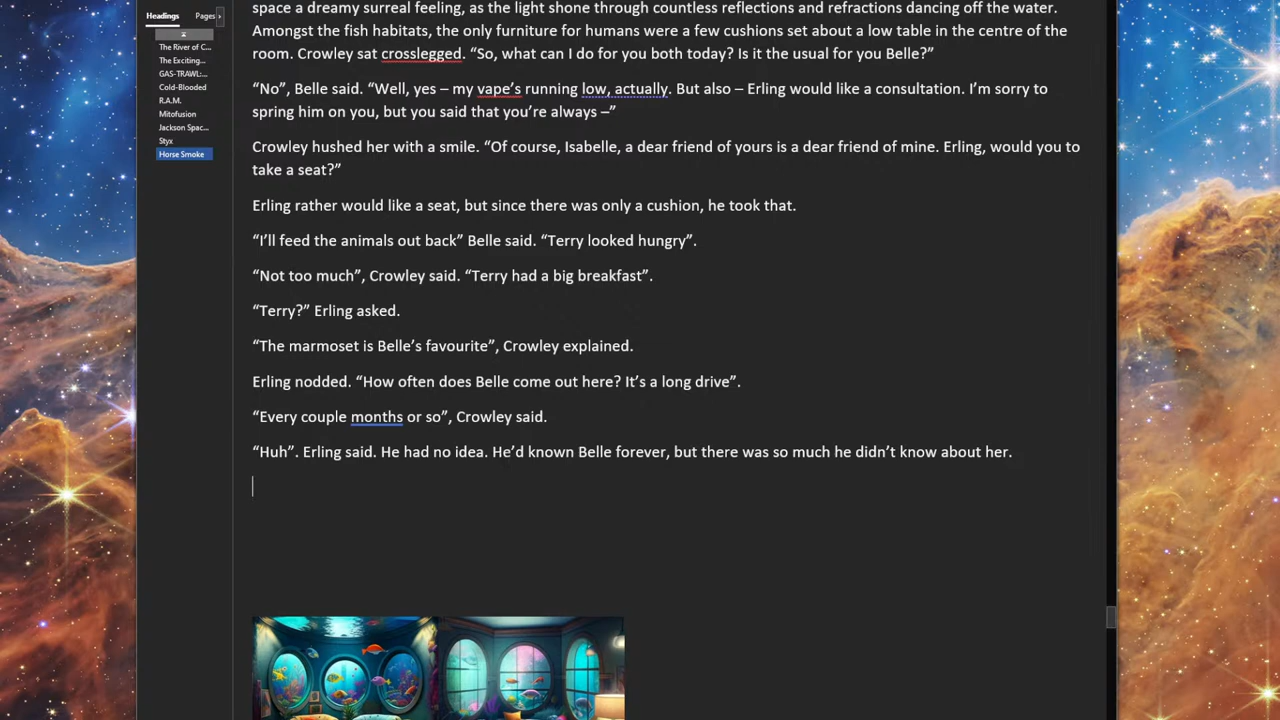 Headings
Pages
The River of C...
The Exciting...
GAS-TRAWL:...
Cold-Blooded
R.A.M.
Mitofusion
Jackson Spac...
Styx
Horse Smoke
space a dreamy surreal feeling, as the light shone through countless reflections and refractions dancing off the water.
Amongst the fish habitats, the only furniture for humans were a few cushions set about a low table in the centre of the
room. Crowley sat crosslegged. “So, what can I do for you both today? Is it the usual for you Belle?”
“No”, Belle said. “Well, yes – my vape’s running low, actually. But also – Erling would like a consultation. I’m sorry to
spring him on you, but you said that you’re always –”
Crowley hushed her with a smile. “Of course, Isabelle, a dear friend of yours is a dear friend of mine. Erling, would you to
take a seat?”
Erling rather would like a seat, but since there was only a cushion, he took that.
“I’ll feed the animals out back” Belle said. “Terry looked hungry”.
“Not too much”, Crowley said. “Terry had a big breakfast”.
“Terry?” Erling asked.
“The marmoset is Belle’s favourite”, Crowley explained.
Erling nodded. “How often does Belle come out here? It’s a long drive”.
“Every couple months or so”, Crowley said.
“Huh”. Erling said. He had no idea. He’d known Belle forever, but there was so much he didn’t know about her.